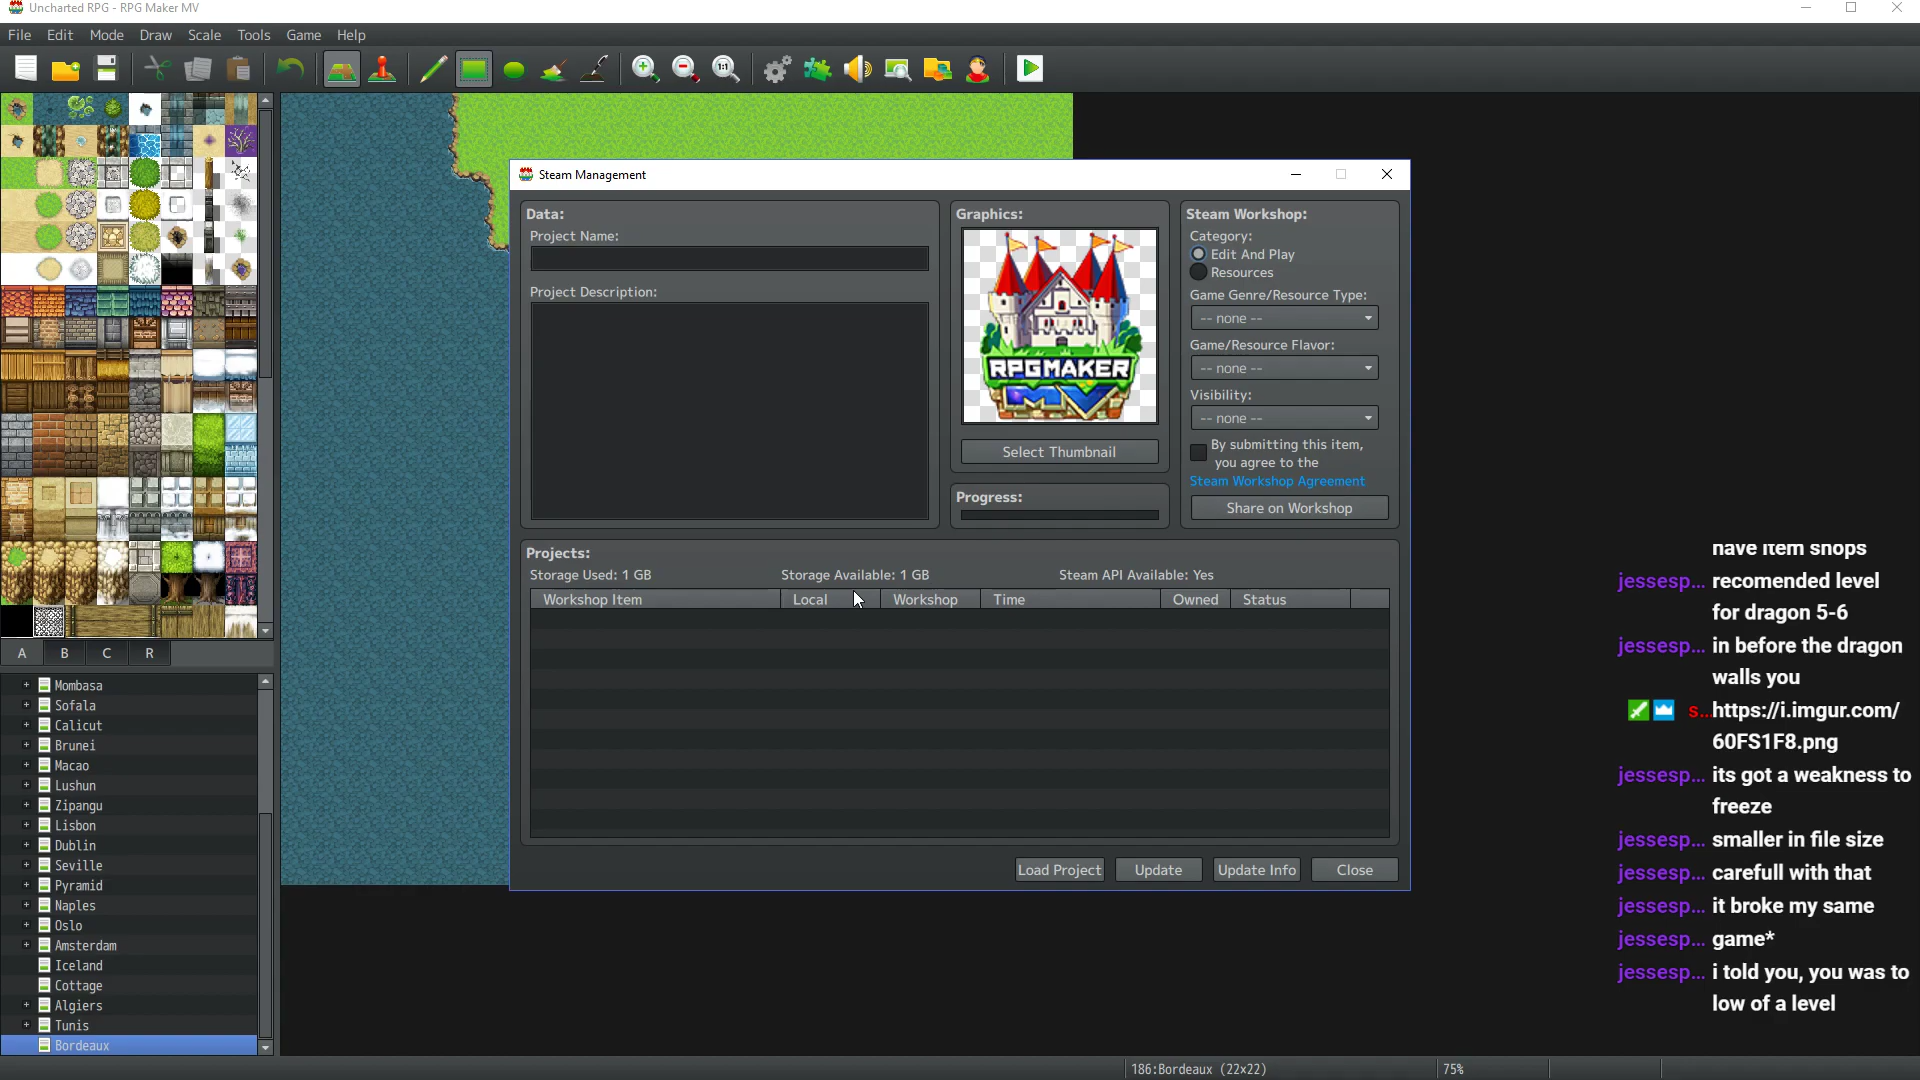 Uncharted RPG - RPG Maker MV
File Edit Mode Draw Scale Tools Game Help
1:1
Steam Management
Data:
Project Name:
Project Description:
Graphics:
RPGMAKER
MV
Select Thumbnail
Progress:
Steam Workshop:
Category:
Edit And Play
Resources
Game Genre/Resource Type:
-- none --
Game/Resource Flavor:
-- none --
Visibility:
-- none --
By submitting this item,
you agree to the
Steam Workshop Agreement
Share on Workshop
Projects:
Storage Used: 1 GB Storage Available: 1 GB Steam API Available: Yes
Workshop Item Local Workshop Time Owned Status
Load Project Update Update Info Close
A B C R
Mombasa
Sofala
Calicut
Brunei
Macao
Lushun
Zipangu
Lisbon
Dublin
Seville
Pyramid
Naples
Oslo
Amsterdam
Iceland
Cottage
Algiers
Tunis
Bordeaux
have item shops
jessesp... recomended level
for dragon 5-6
jessesp... in before the dragon
walls you
s... https://i.imgur.com/
60FS1F8.png
jessesp... its got a weakness to
freeze
jessesp... smaller in file size
jessesp... carefull with that
jessesp... it broke my same
jessesp... game*
jessesp... i told you, you was to
low of a level
186:Bordeaux (22x22) 75%